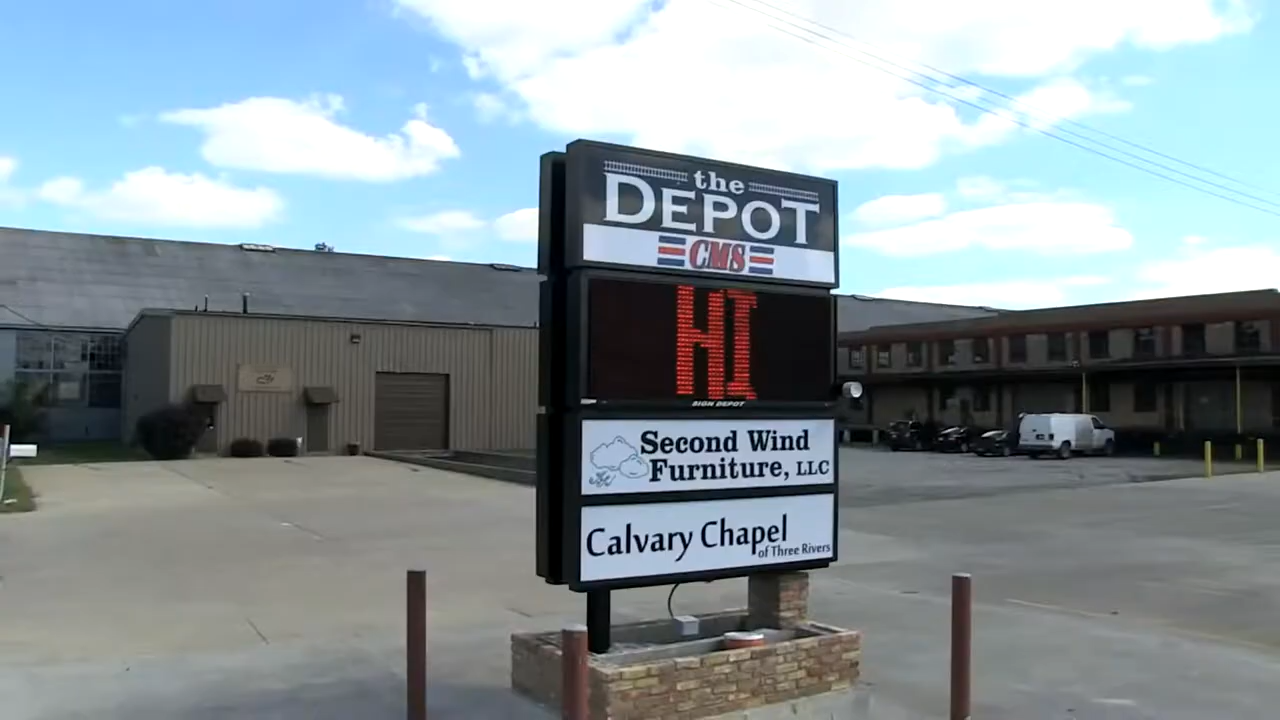 the
DEPOT
CMS
HI
SIGN DEPOT
Second Wind
Furniture, LLC
Calvary Chapel
of Three Rivers